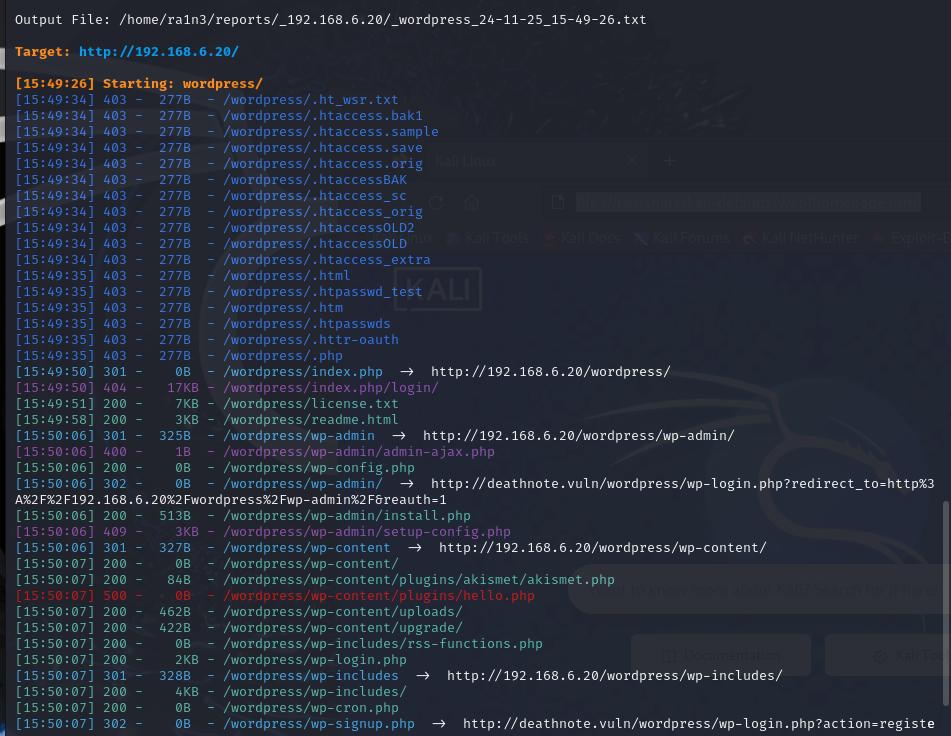 Output File: /home/ra1n3/reports/_192.168.6.20/_wordpress_24-11-25_15-49-26.txt
Target: http://192.168.6.20/
[15:49:26] Starting: wordpress/
[15:49:34] 403 - 277B - /wordpress/.ht_wsr.txt
[15:49:34] 403 - 277B - /wordpress/.htaccess.bak1
[15:49:34] 403 - 277B - /wordpress/.htaccess.sample
[15:49:34] 403 - 277B - /wordpress/.htaccess.save
[15:49:34] 403 - 277B - /wordpress/.htaccess.orig
[15:49:34] 403 - 277B - /wordpress/.htaccessBAK
[15:49:34] 403 - 277B - /wordpress/.htaccess_sc
[15:49:34] 403 - 277B - /wordpress/.htaccess_orig
[15:49:34] 403 - 277B - /wordpress/.htaccessOLD2
[15:49:34] 403 - 277B - /wordpress/.htaccessOLD
[15:49:34] 403 - 277B - /wordpress/.htaccess_extra
[15:49:35] 403 - 277B - /wordpress/.html
[15:49:35] 403 - 277B - /wordpress/.htpasswd_test
[15:49:35] 403 - 277B - /wordpress/.htm
[15:49:35] 403 - 277B - /wordpress/.htpasswds
[15:49:35] 403 - 277B - /wordpress/.httr-oauth
[15:49:35] 403 - 277B - /wordpress/.php
[15:49:50] 301 - 0B - /wordpress/index.php → http://192.168.6.20/wordpress/
[15:49:50] 404 - 17KB - /wordpress/index.php/login/
[15:49:51] 200 - 7KB - /wordpress/license.txt
[15:49:58] 200 - 3KB - /wordpress/readme.html
[15:50:06] 301 - 325B - /wordpress/wp-admin → http://192.168.6.20/wordpress/wp-admin/
[15:50:06] 400 - 1B - /wordpress/wp-admin/admin-ajax.php
[15:50:06] 200 - 0B - /wordpress/wp-config.php
[15:50:06] 302 - 0B - /wordpress/wp-admin/ → http://deathnote.vuln/wordpress/wp-login.php?redirect_to=http%3
A%2F%2F192.168.6.20%2Fwordpress%2Fwp-admin%2F&reauth=1
[15:50:06] 200 - 513B - /wordpress/wp-admin/install.php
[15:50:06] 409 - 3KB - /wordpress/wp-admin/setup-config.php
[15:50:06] 301 - 327B - /wordpress/wp-content → http://192.168.6.20/wordpress/wp-content/
[15:50:07] 200 - 0B - /wordpress/wp-content/
[15:50:07] 200 - 84B - /wordpress/wp-content/plugins/akismet/akismet.php
[15:50:07] 500 - 0B - /wordpress/wp-content/plugins/hello.php
[15:50:07] 200 - 462B - /wordpress/wp-content/uploads/
[15:50:07] 200 - 422B - /wordpress/wp-content/upgrade/
[15:50:07] 200 - 0B - /wordpress/wp-includes/rss-functions.php
[15:50:07] 200 - 2KB - /wordpress/wp-login.php
[15:50:07] 301 - 328B - /wordpress/wp-includes → http://192.168.6.20/wordpress/wp-includes/
[15:50:07] 200 - 4KB - /wordpress/wp-includes/
[15:50:07] 200 - 0B - /wordpress/wp-cron.php
[15:50:07] 302 - 0B - /wordpress/wp-signup.php → http://deathnote.vuln/wordpress/wp-login.php?action=registe
Kali Linux
Kali Tools Kali Docs Kali Forums Kali NetHunter
KALI
Documentation